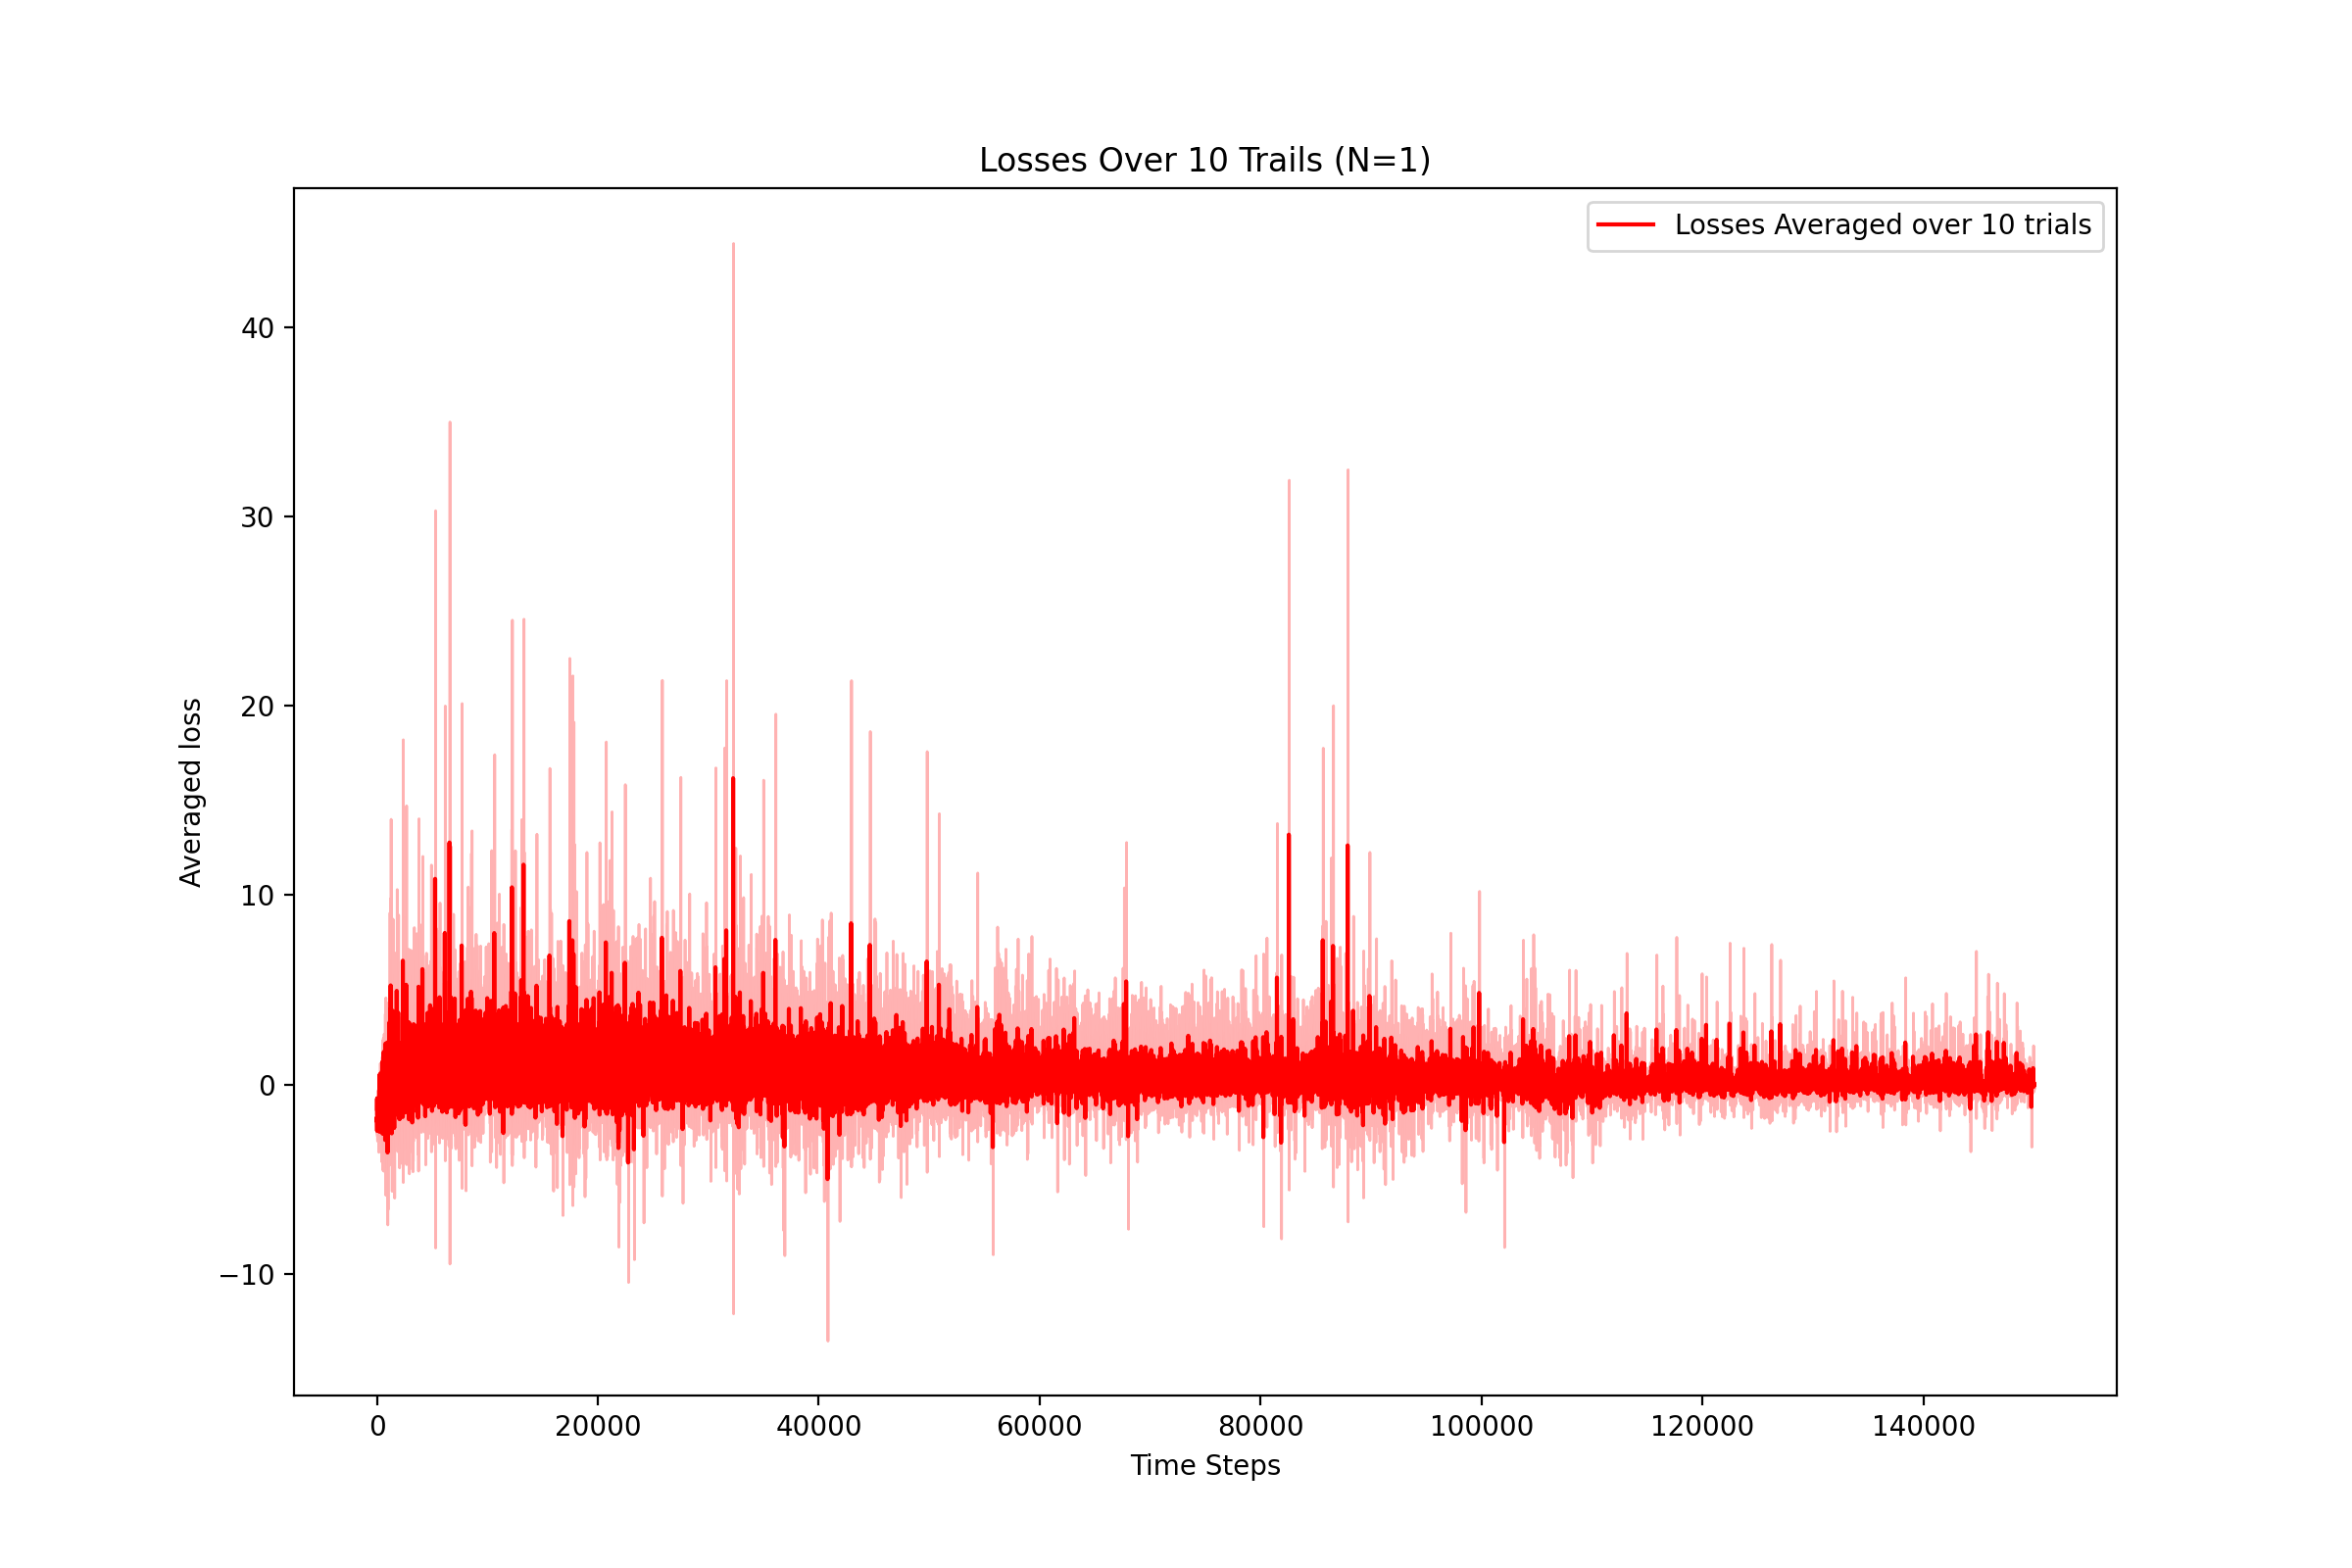 Losses Over 10 Trails (N=1)
Losses Averaged over 10 trials
Averaged loss
40
30
20
10
0
−10
0 20000 40000 60000 80000 100000 120000 140000
Time Steps